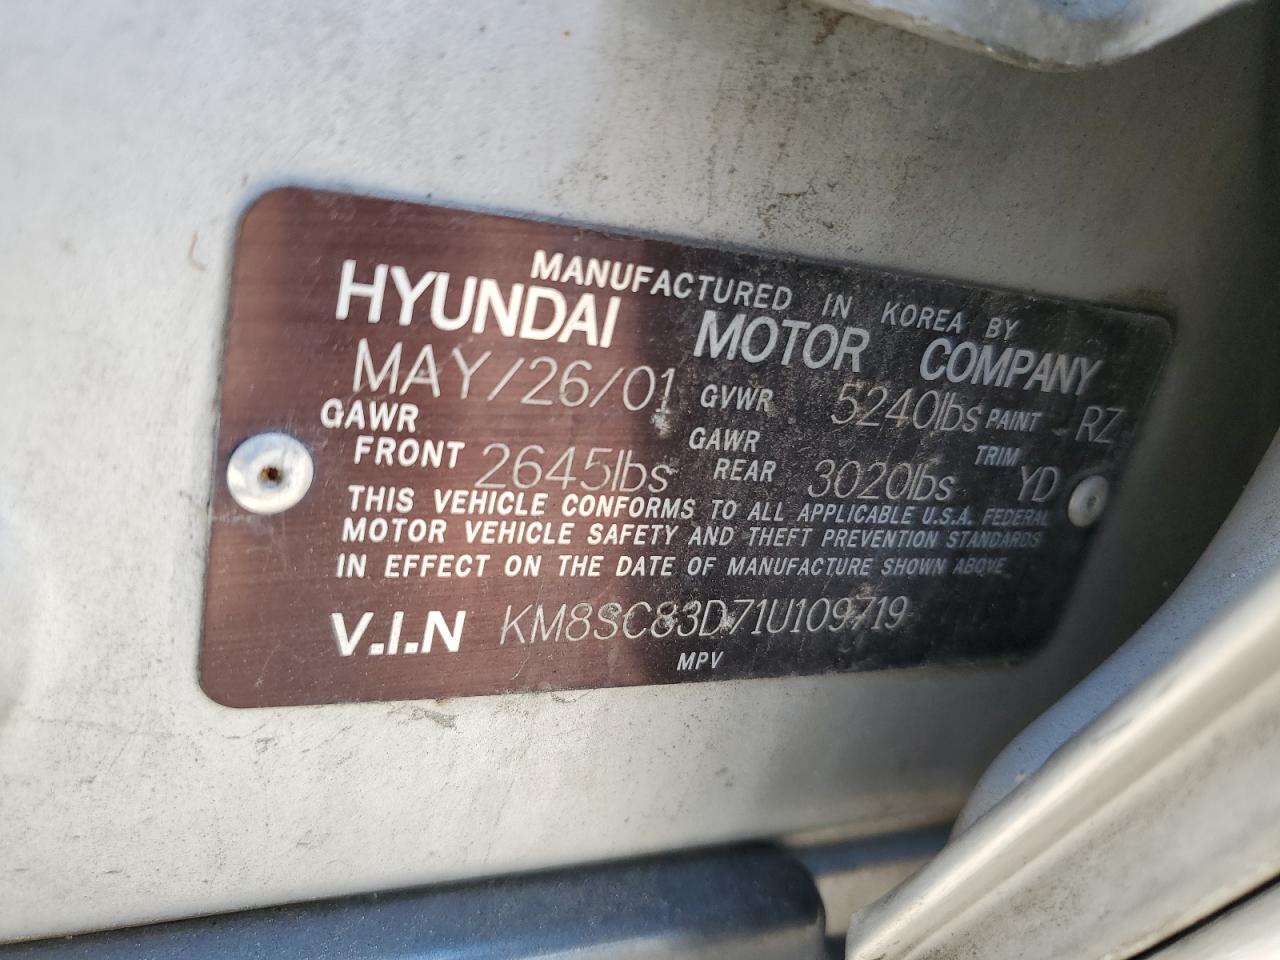 MANUFACTURED IN KOREA BY
HYUNDAI MOTOR COMPANY
MAY/26/01 GVWR 5240lbs PAINT RZ
GAWR FRONT 2645lbs GAWR REAR 3020lbs TRIM YD
THIS VEHICLE CONFORMS TO ALL APPLICABLE U.S.A. FEDERAL
MOTOR VEHICLE SAFETY AND THEFT PREVENTION STANDARDS
IN EFFECT ON THE DATE OF MANUFACTURE SHOWN ABOVE
V.I.N KM8SC83D71U109719
MPV